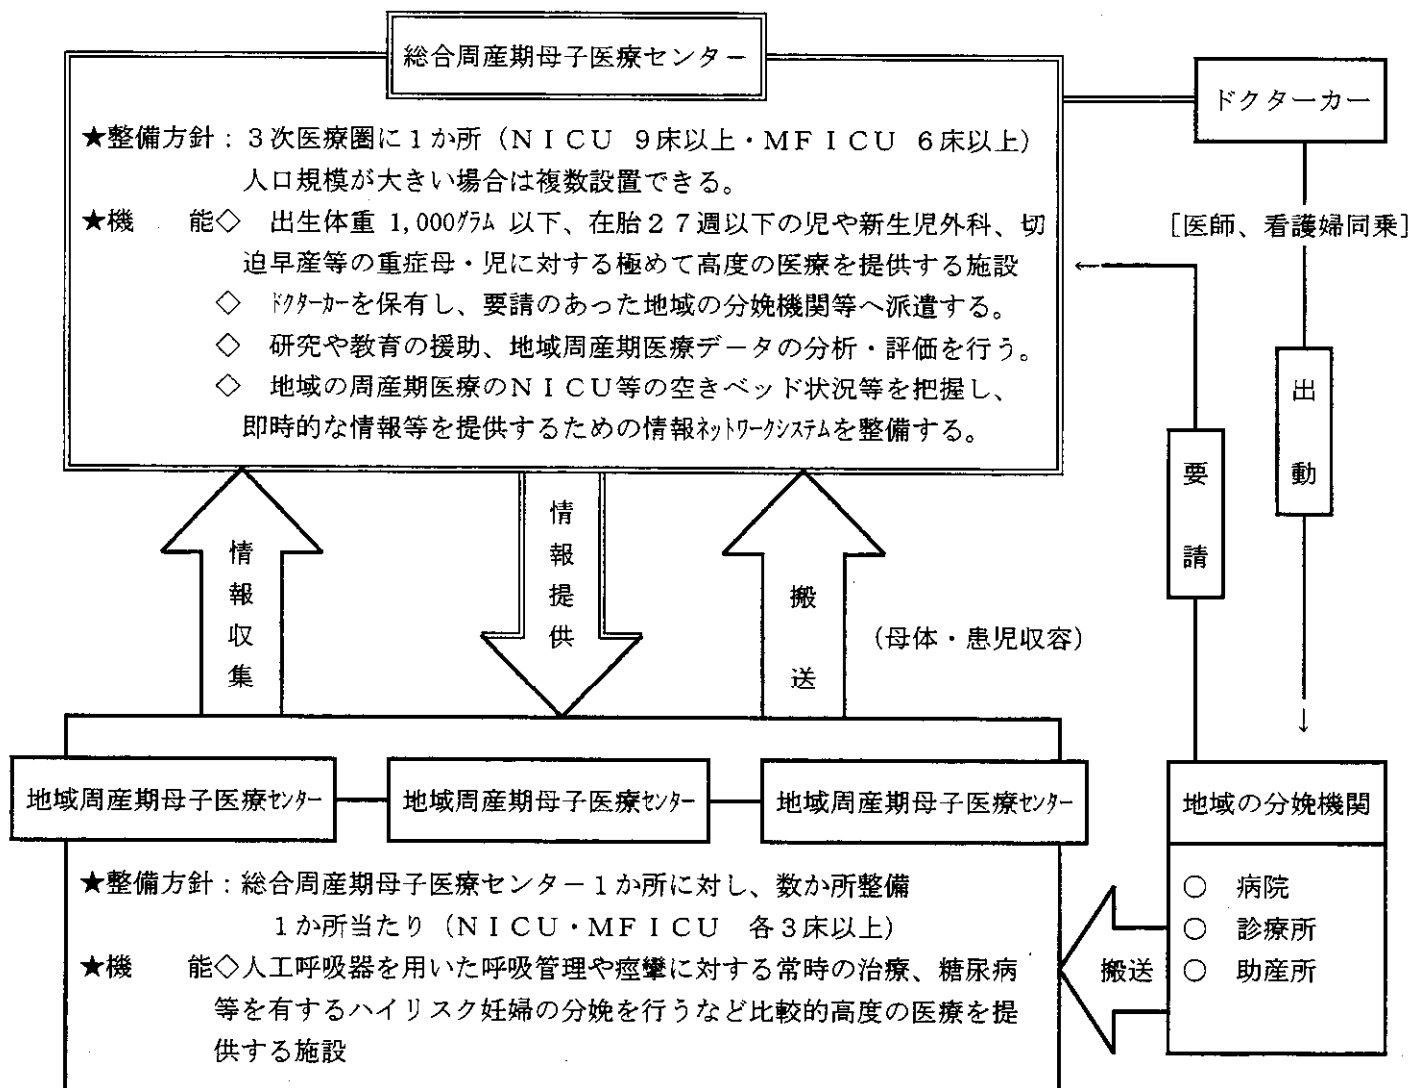 総合周産期母子医療センター
★整備方針：３次医療圏に１か所（ＮＩＣＵ ９床以上・ＭＦＩＣＵ ６床以上）
人口規模が大きい場合は複数設置できる。
★機　　能◇　出生体重 1,000グラム 以下、在胎２７週以下の児や新生児外科、切
迫早産等の重症母・児に対する極めて高度の医療を提供する施設
◇　ドクターカーを保有し、要請のあった地域の分娩機関等へ派遣する。
◇　研究や教育の援助、地域周産期医療データの分析・評価を行う。
◇　地域の周産期医療のＮＩＣＵ等の空きベッド状況等を把握し、
即時的な情報等を提供するための情報ネットワークシステムを整備する。
ドクターカー
[医師、看護婦同乗]
出動
要請
情報収集
情報提供
搬送
(母体・患児収容)
地域周産期母子医療センター
地域周産期母子医療センター
地域周産期母子医療センター
★整備方針：総合周産期母子医療センター１か所に対し、数か所整備
１か所当たり（ＮＩＣＵ・ＭＦＩＣＵ　各３床以上）
★機　　能◇人工呼吸器を用いた呼吸管理や痙攣に対する常時の治療、糖尿病
等を有するハイリスク妊婦の分娩を行うなど比較的高度の医療を提
供する施設
地域の分娩機関
○　病院
○　診療所
○　助産所
搬送